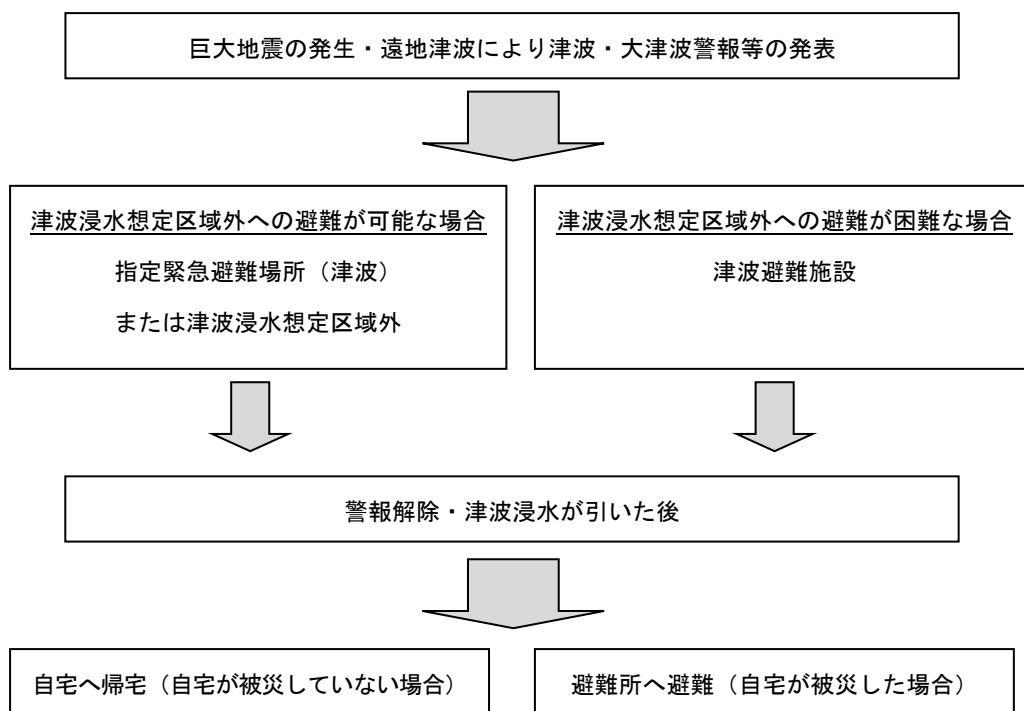 巨大地震の発生・遠地津波により津波・大津波警報等の発表
津波浸水想定区域外への避難が可能な場合
指定緊急避難場所（津波）
または津波浸水想定区域外
津波浸水想定区域外への避難が困難な場合
津波避難施設
警報解除・津波浸水が引いた後
自宅へ帰宅（自宅が被災していない場合）
避難所へ避難（自宅が被災した場合）